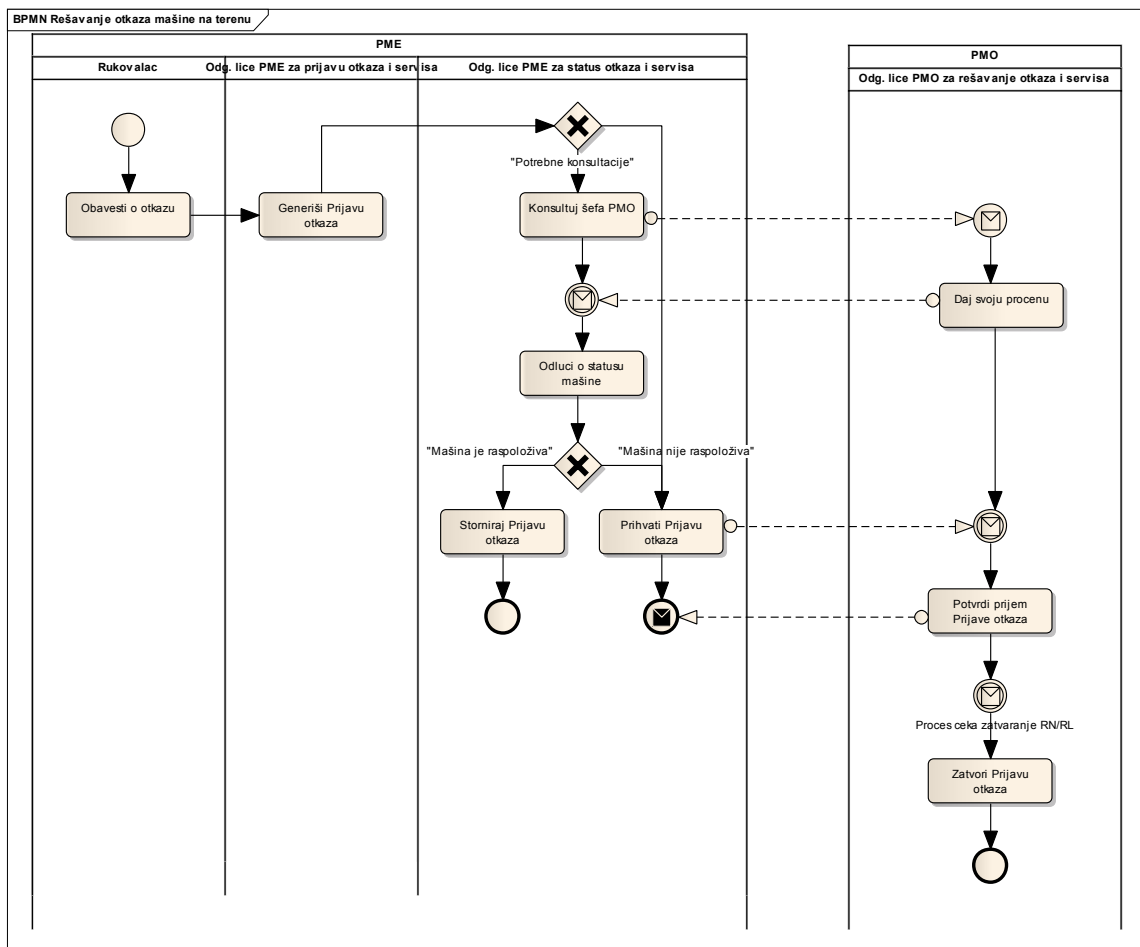 BPMN Rešavanje otkaza mašine na terenu
PME
PMO
Rukovalac
Odg. lice PME za prijavu otkaza i servisa
Odg. lice PME za status otkaza i servisa
Odg. lice PMO za rešavanje otkaza i servisa
"Potrebne konsultacije"
Obavesti o otkazu
Generiši Prijavu
otkaza
Konsultuj šefa PMO
Daj svoju procenu
Odluci o statusu
mašine
"Mašina je raspoloživa"
"Mašina nije raspoloživa"
Storniraj Prijavu
otkaza
Prihvati Prijavu
otkaza
Potvrdi prijem
Prijave otkaza
Proces ceka zatvaranje RN/RL
Zatvori Prijavu
otkaza